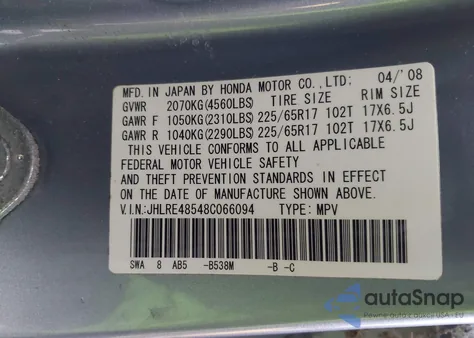 MFD. IN JAPAN BY HONDA MOTOR CO.,LTD: 04/'08
GVWR 2070KG(4560LBS) TIRE SIZE RIM SIZE
GAWR F 1050KG(2310LBS) 225/65R17 102T 17X6.5J
GAWR R 1040KG(2290LBS) 225/65R17 102T 17X6.5J
THIS VEHICLE CONFORMS TO ALL APPLICABLE
FEDERAL MOTOR VEHICLE SAFETY
AND THEFT PREVENTION STANDARDS IN EFFECT
ON THE DATE OF MANUFACTURE SHOWN ABOVE.
V.I.N:JHLRE48548C066094 TYPE: MPV
SWA 8 AB5 -B538M -B -C
autoSnap